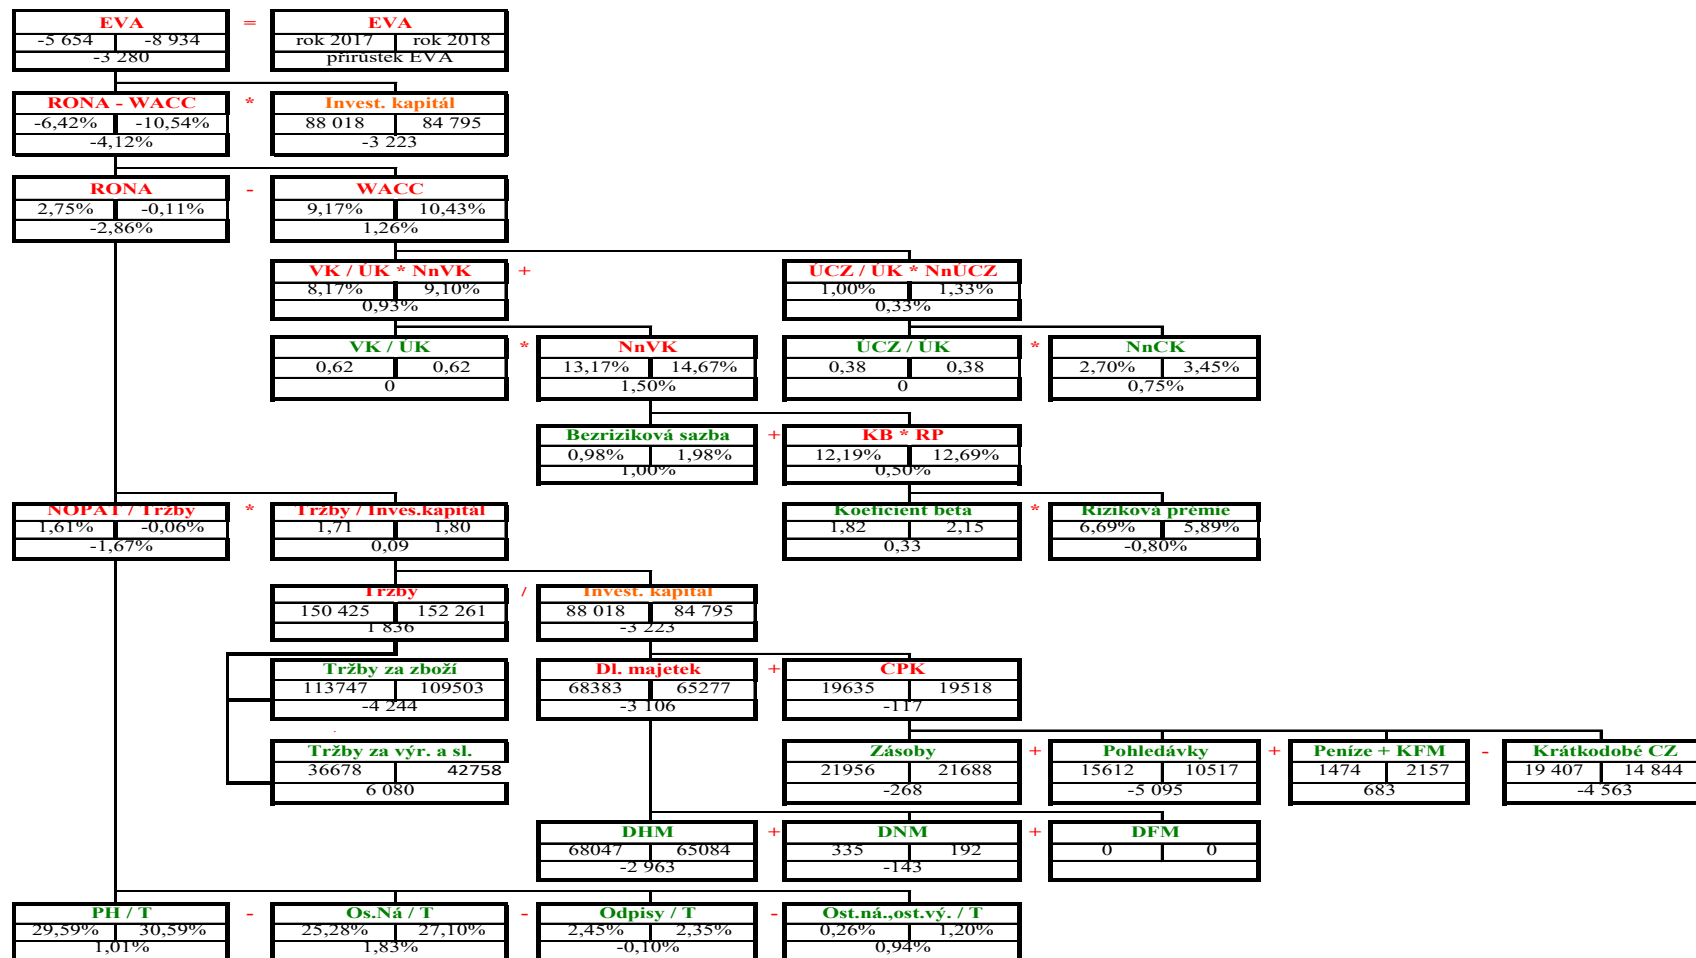 EVA = EVA
-5 654 -8 934 rok 2017 rok 2018
-3 280 přírůstek EVA
RONA - WACC * Invest. kapitál
-6,42% -10,54% 88 018 84 795
-4,12% -3 223
RONA - WACC
2,75% -0,11% 9,17% 10,43%
-2,86% 1,26%
VK / ÚK * NnVK + ÚCZ / ÚK * NnÚCZ
8,17% 9,10% 1,00% 1,33%
0,93% 0,33%
VK / ÚK * NnVK ÚCZ / ÚK * NnCK
0,62 0,62 13,17% 14,67% 0,38 0,38 2,70% 3,45%
0 1,50% 0 0,75%
Bezriziková sazba + KB * RP
0,98% 1,98% 12,19% 12,69%
1,00% 0,50%
NOPAT / Tržby * Tržby / Inves.kapitál Koeficient beta * Riziková prémie
1,61% -0,06% 1,71 1,80 1,82 2,15 6,69% 5,89%
-1,67% 0,09 0,33 -0,80%
Tržby / Invest. kapitál
150 425 152 261 88 018 84 795
1 836 -3 223
Tržby za zboží Dl. majetek + ČPK
113747 109503 68383 65277 19635 19518
-4 244 -3 106 -117
Tržby za výr. a sl. Zásoby + Pohledávky + Peníze + KFM - Krátkodobé CZ
36678 42758 21956 21688 15612 10517 1474 2157 19 407 14 844
6 080 -268 -5 095 683 -4 563
DHM + DNM + DFM
68047 65084 335 192 0 0
-2 963 -143
PH / T - Os.Ná / T - Odpisy / T - Ost.ná.,ost.vý. / T
29,59% 30,59% 25,28% 27,10% 2,45% 2,35% 0,26% 1,20%
1,01% 1,83% -0,10% 0,94%